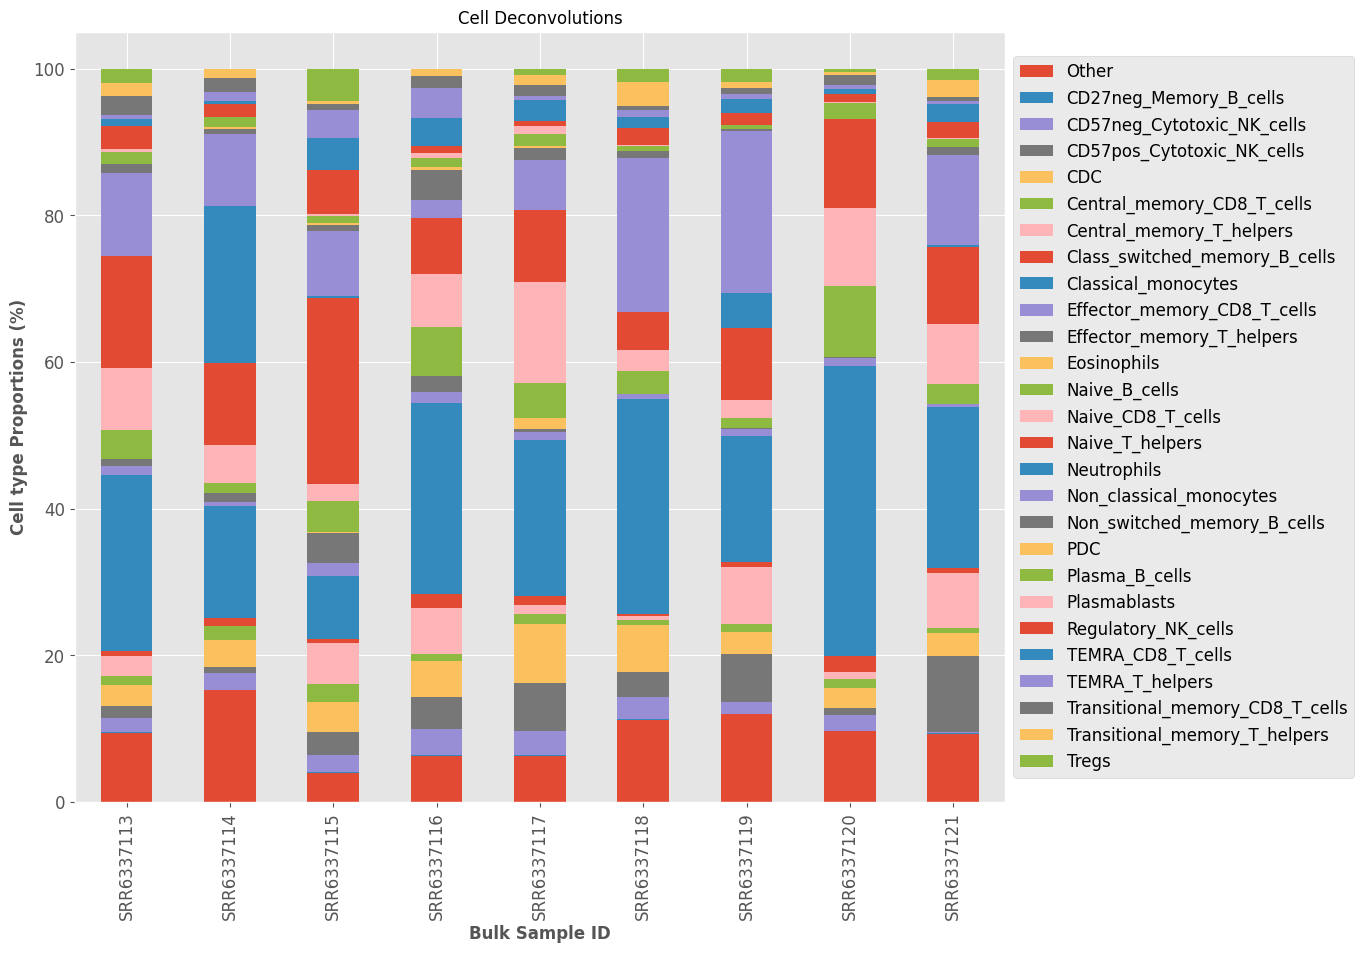 Cell Deconvolutions
Cell type Proportions (%)
100
80
60
40
20
0
SRR6337113
SRR6337114
SRR6337115
SRR6337116
SRR6337117
SRR6337118
SRR6337119
SRR6337120
SRR6337121
Bulk Sample ID
Other
CD27neg_Memory_B_cells
CD57neg_Cytotoxic_NK_cells
CD57pos_Cytotoxic_NK_cells
CDC
Central_memory_CD8_T_cells
Central_memory_T_helpers
Class_switched_memory_B_cells
Classical_monocytes
Effector_memory_CD8_T_cells
Effector_memory_T_helpers
Eosinophils
Naive_B_cells
Naive_CD8_T_cells
Naive_T_helpers
Neutrophils
Non_classical_monocytes
Non_switched_memory_B_cells
PDC
Plasma_B_cells
Plasmablasts
Regulatory_NK_cells
TEMRA_CD8_T_cells
TEMRA_T_helpers
Transitional_memory_CD8_T_cells
Transitional_memory_T_helpers
Tregs